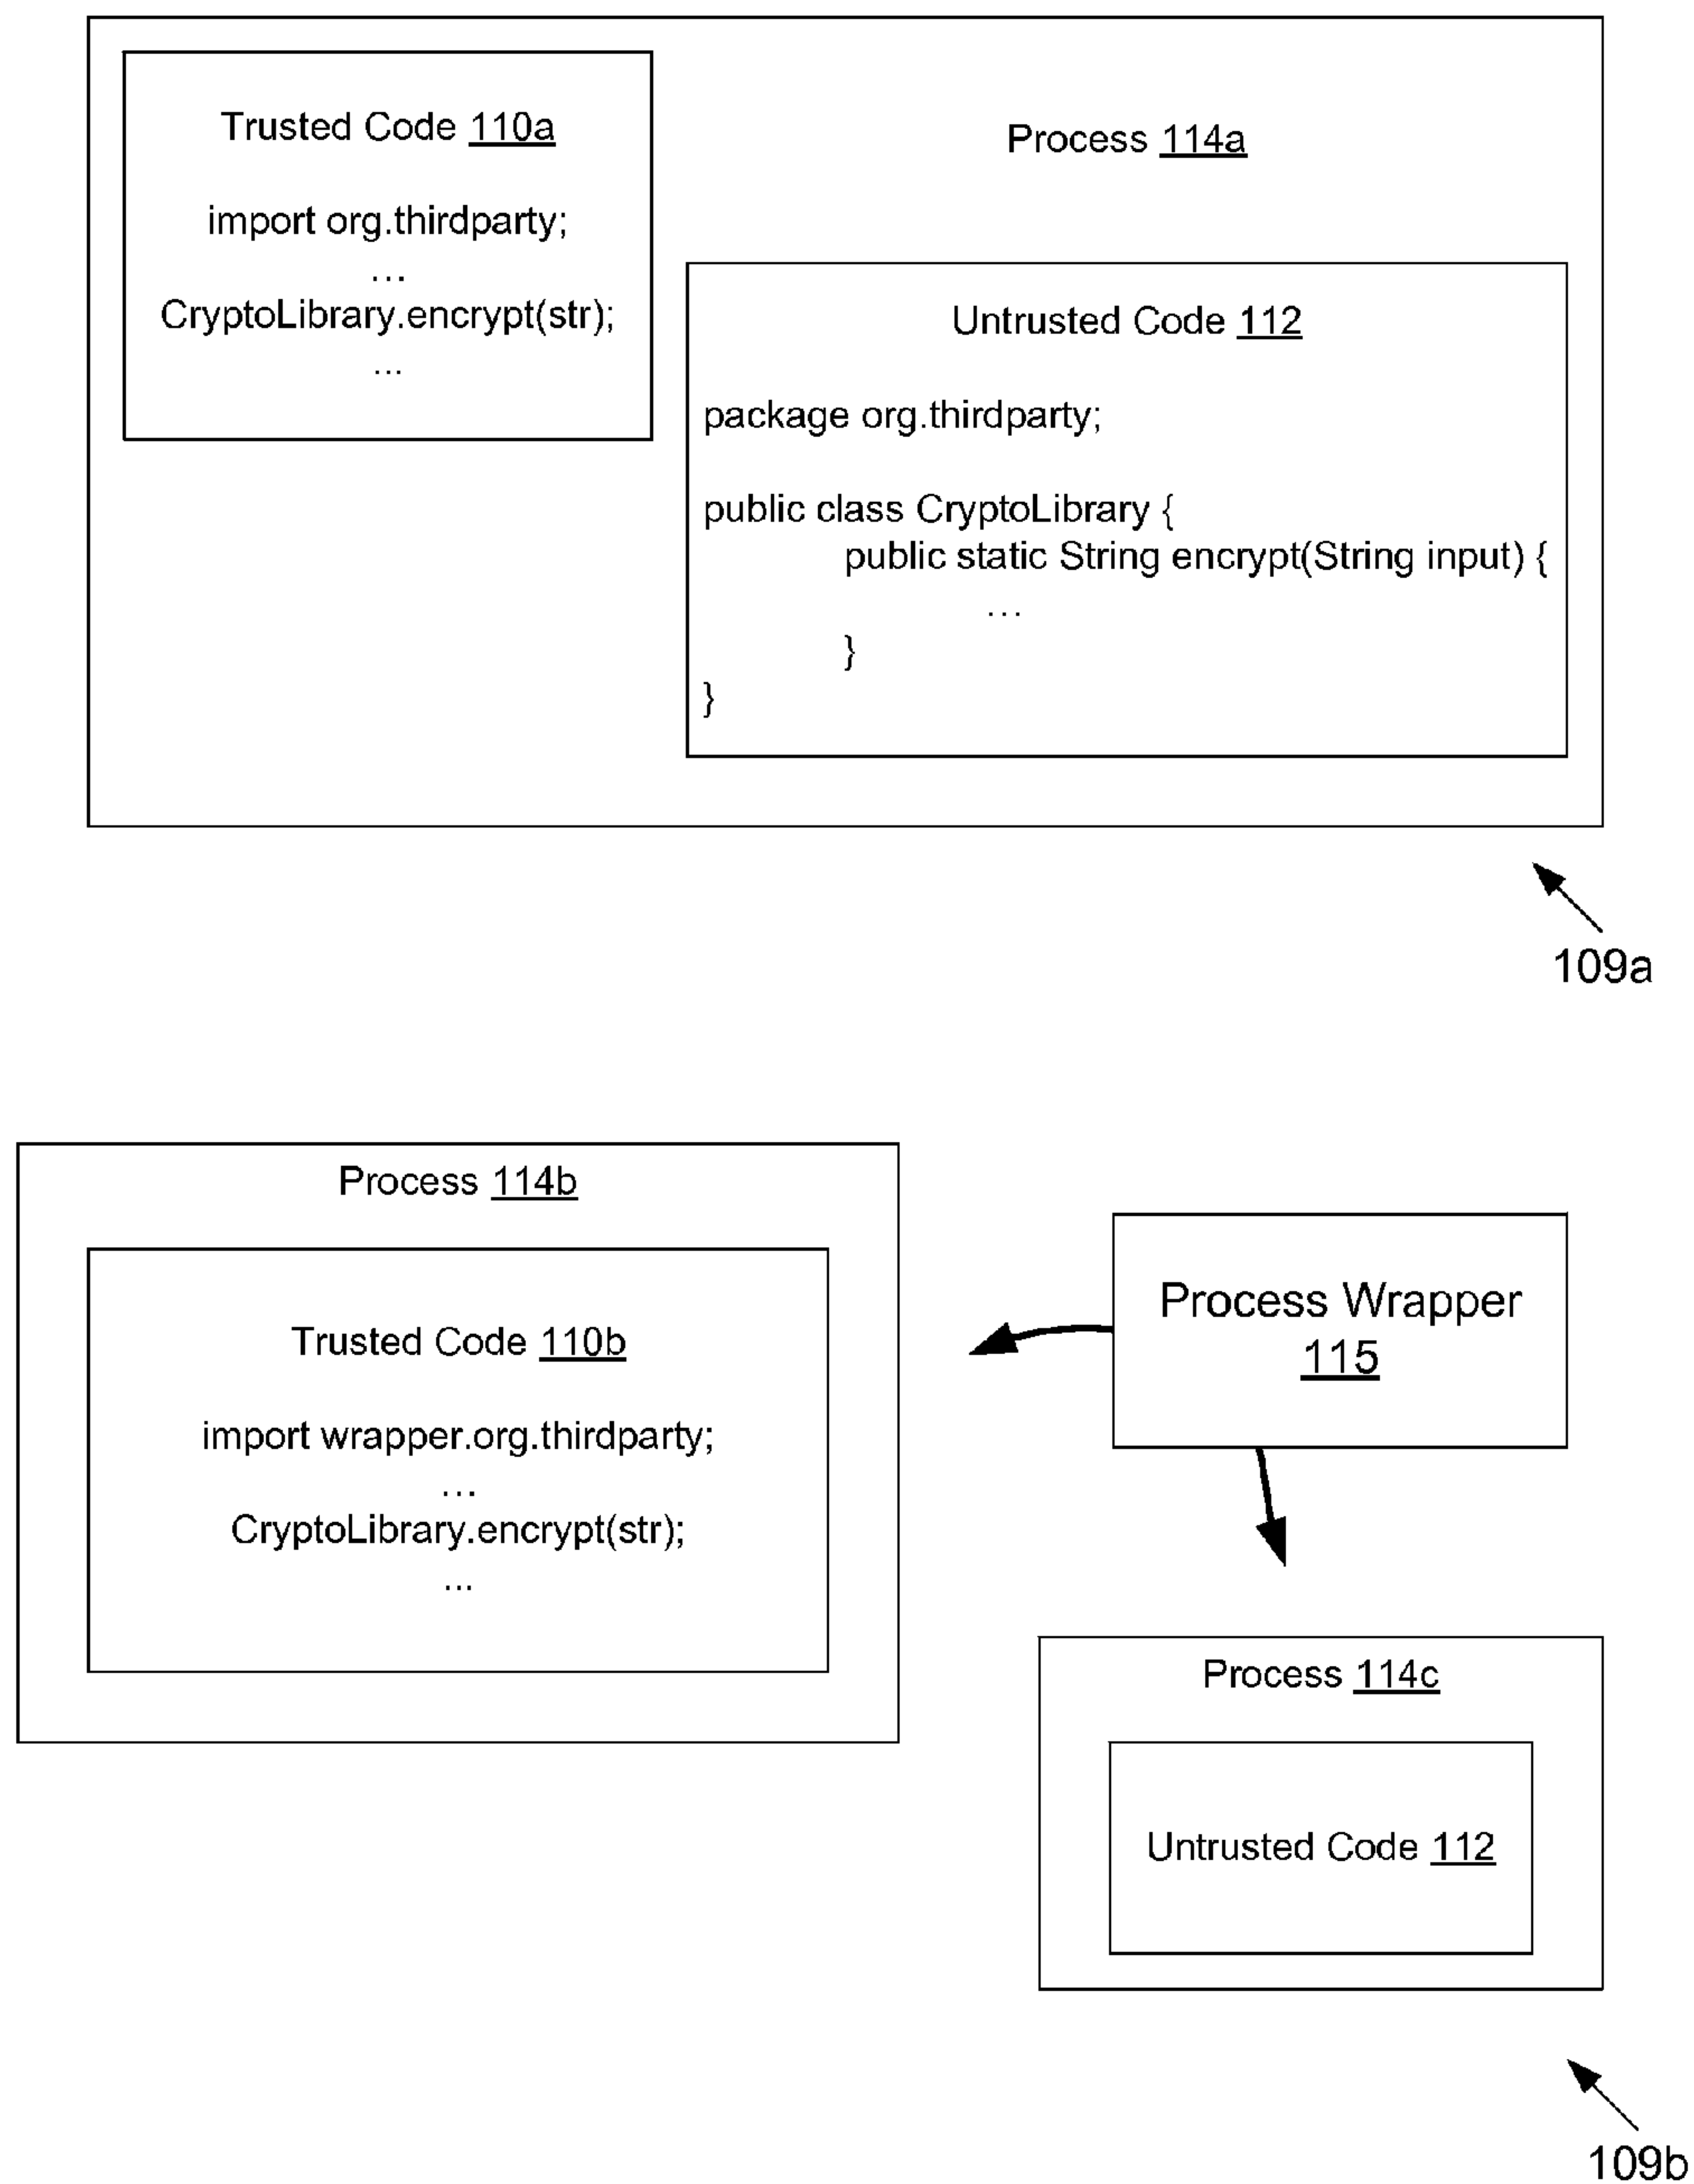 Trusted Code 110a
import org.thirdparty;
...
CryptoLibrary.encrypt(str);
...
Process 114a
Untrusted Code 112
package org.thirdparty;
public class CryptoLibrary {
public static String encrypt(String input) {
...
}
}
109a
Process 114b
Trusted Code 110b
import wrapper.org.thirdparty;
...
CryptoLibrary.encrypt(str);
...
Process Wrapper
115
Process 114c
Untrusted Code 112
109b